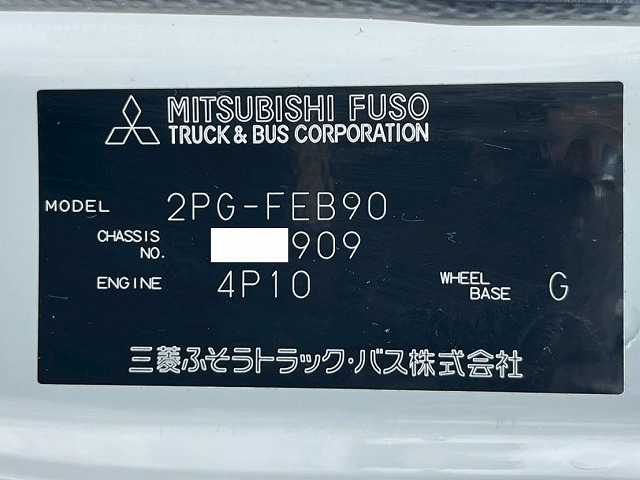 MITSUBISHI FUSO
TRUCK & BUS CORPORATION
MODEL 2PG-FEB90
CHASSIS NO. 909
ENGINE 4P10 WHEEL BASE G
三菱ふそうトラック・バス株式会社